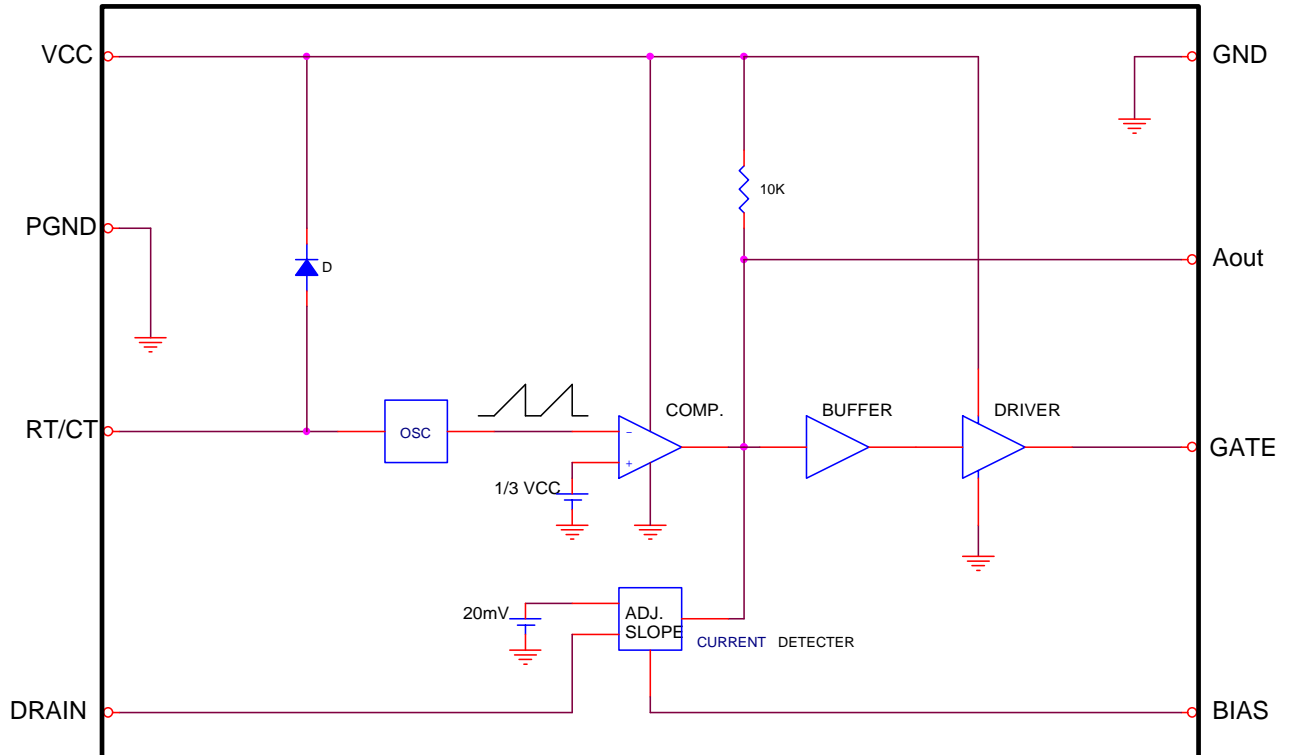 VCC
GND
10K
PGND
Aout
D
COMP.
BUFFER
DRIVER
RT/CT
OSC
-
+
GATE
1/3 VCC
20mV
ADJ.
SLOPE
CURRENT DETECTER
DRAIN
BIAS